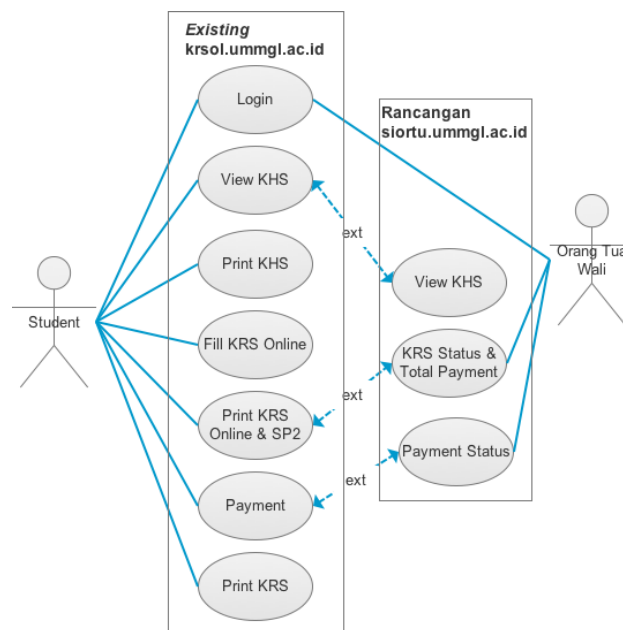 Existing
krsol.ummgl.ac.id
Login
View KHS
Print KHS
Fill KRS Online
Print KRS
Online & SP2
Payment
Print KRS
Student
ext
ext
ext
Rancangan
siortu.ummgl.ac.id
View KHS
KRS Status &
Total Payment
Payment Status
Orang Tua
Wali